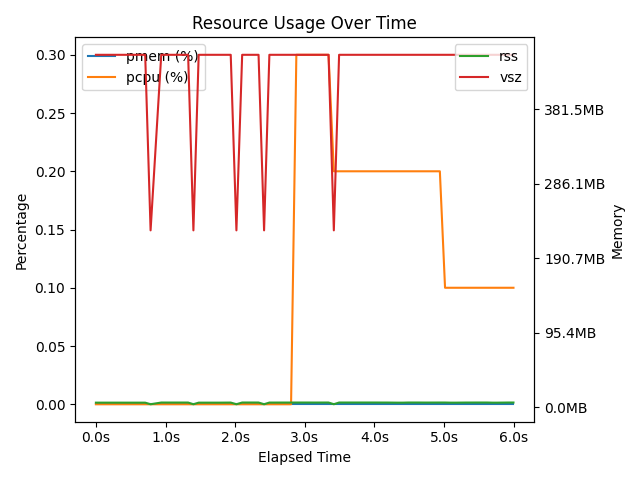 Resource Usage Over Time
pmem (%)
pcpu (%)
rss
vsz
0.30
0.25
0.20
0.15
0.10
0.05
0.00
Percentage
381.5MB
286.1MB
190.7MB
95.4MB
0.0MB
Memory
0.0s 1.0s 2.0s 3.0s 4.0s 5.0s 6.0s
Elapsed Time